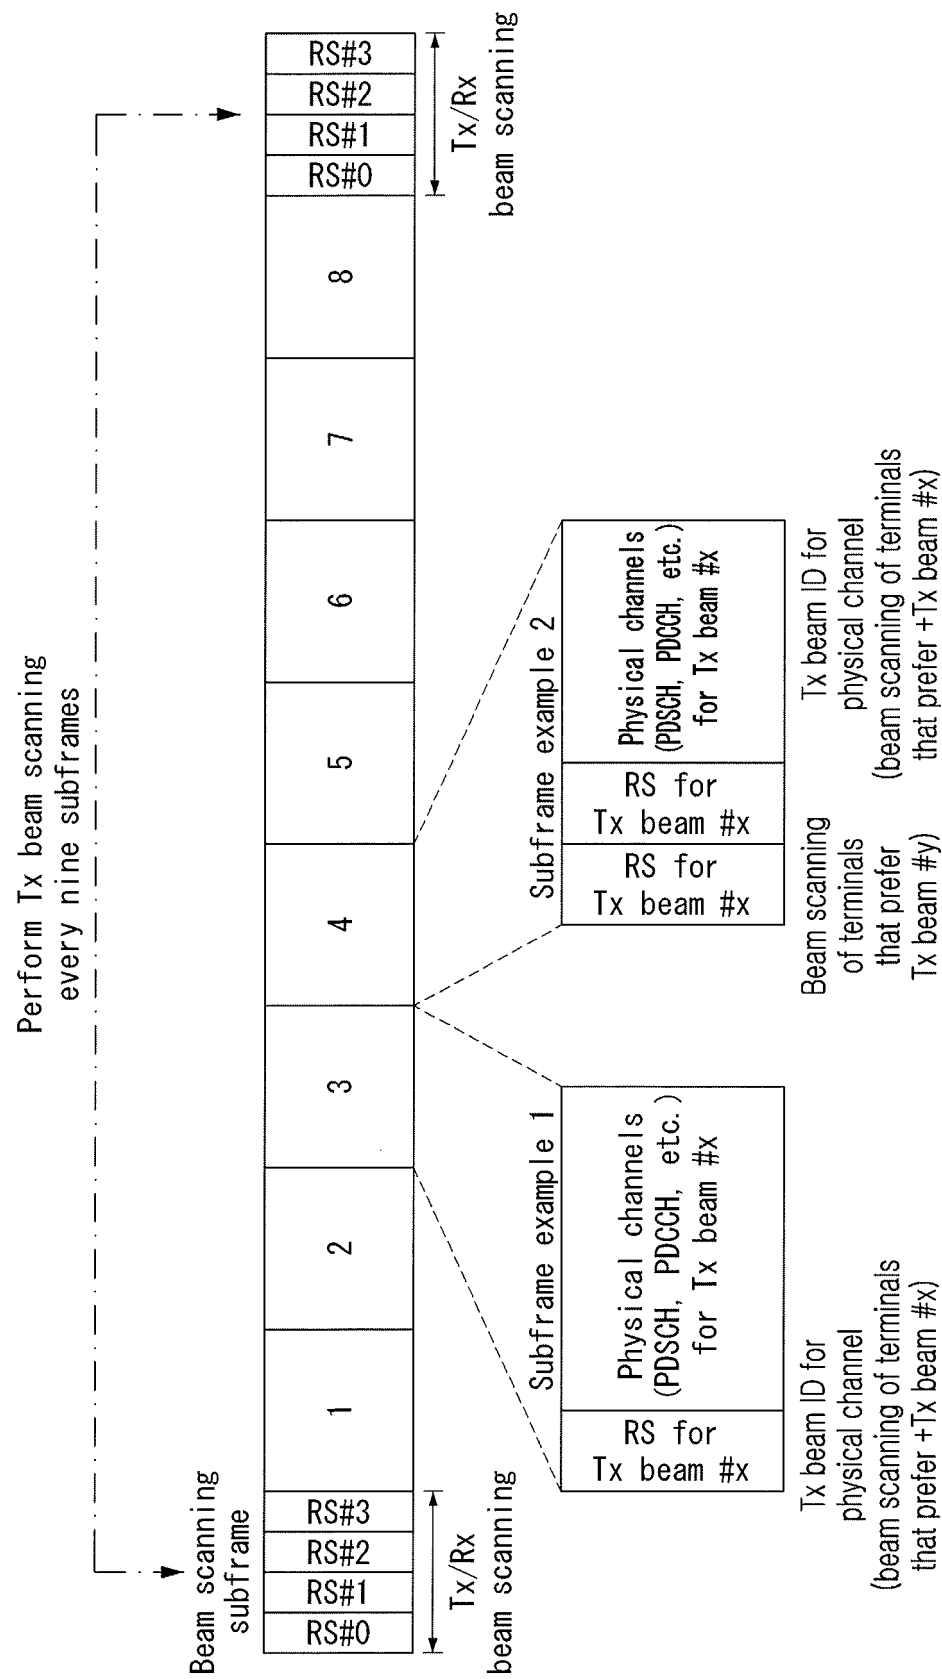 Perform Tx beam scanning
every nine subframes
Beam scanning
subframe
RS#0
RS#1
RS#2
RS#3
1
2
3
4
5
6
7
8
RS#0
RS#1
RS#2
RS#3
Tx/Rx
beam scanning
Tx/Rx
beam scanning
Subframe example 1
RS for
Tx beam #x
Physical channels
(PDSCH, PDCCH, etc.)
for Tx beam #x
Tx beam ID for
physical channel
(beam scanning of terminals
that prefer +Tx beam #x)
Subframe example 2
RS for
Tx beam #x
RS for
Tx beam #x
Physical channels
(PDSCH, PDCCH, etc.)
for Tx beam #x
Beam scanning
of terminals
that prefer
Tx beam #y)
Tx beam ID for
physical channel
(beam scanning of terminals
that prefer +Tx beam #x)